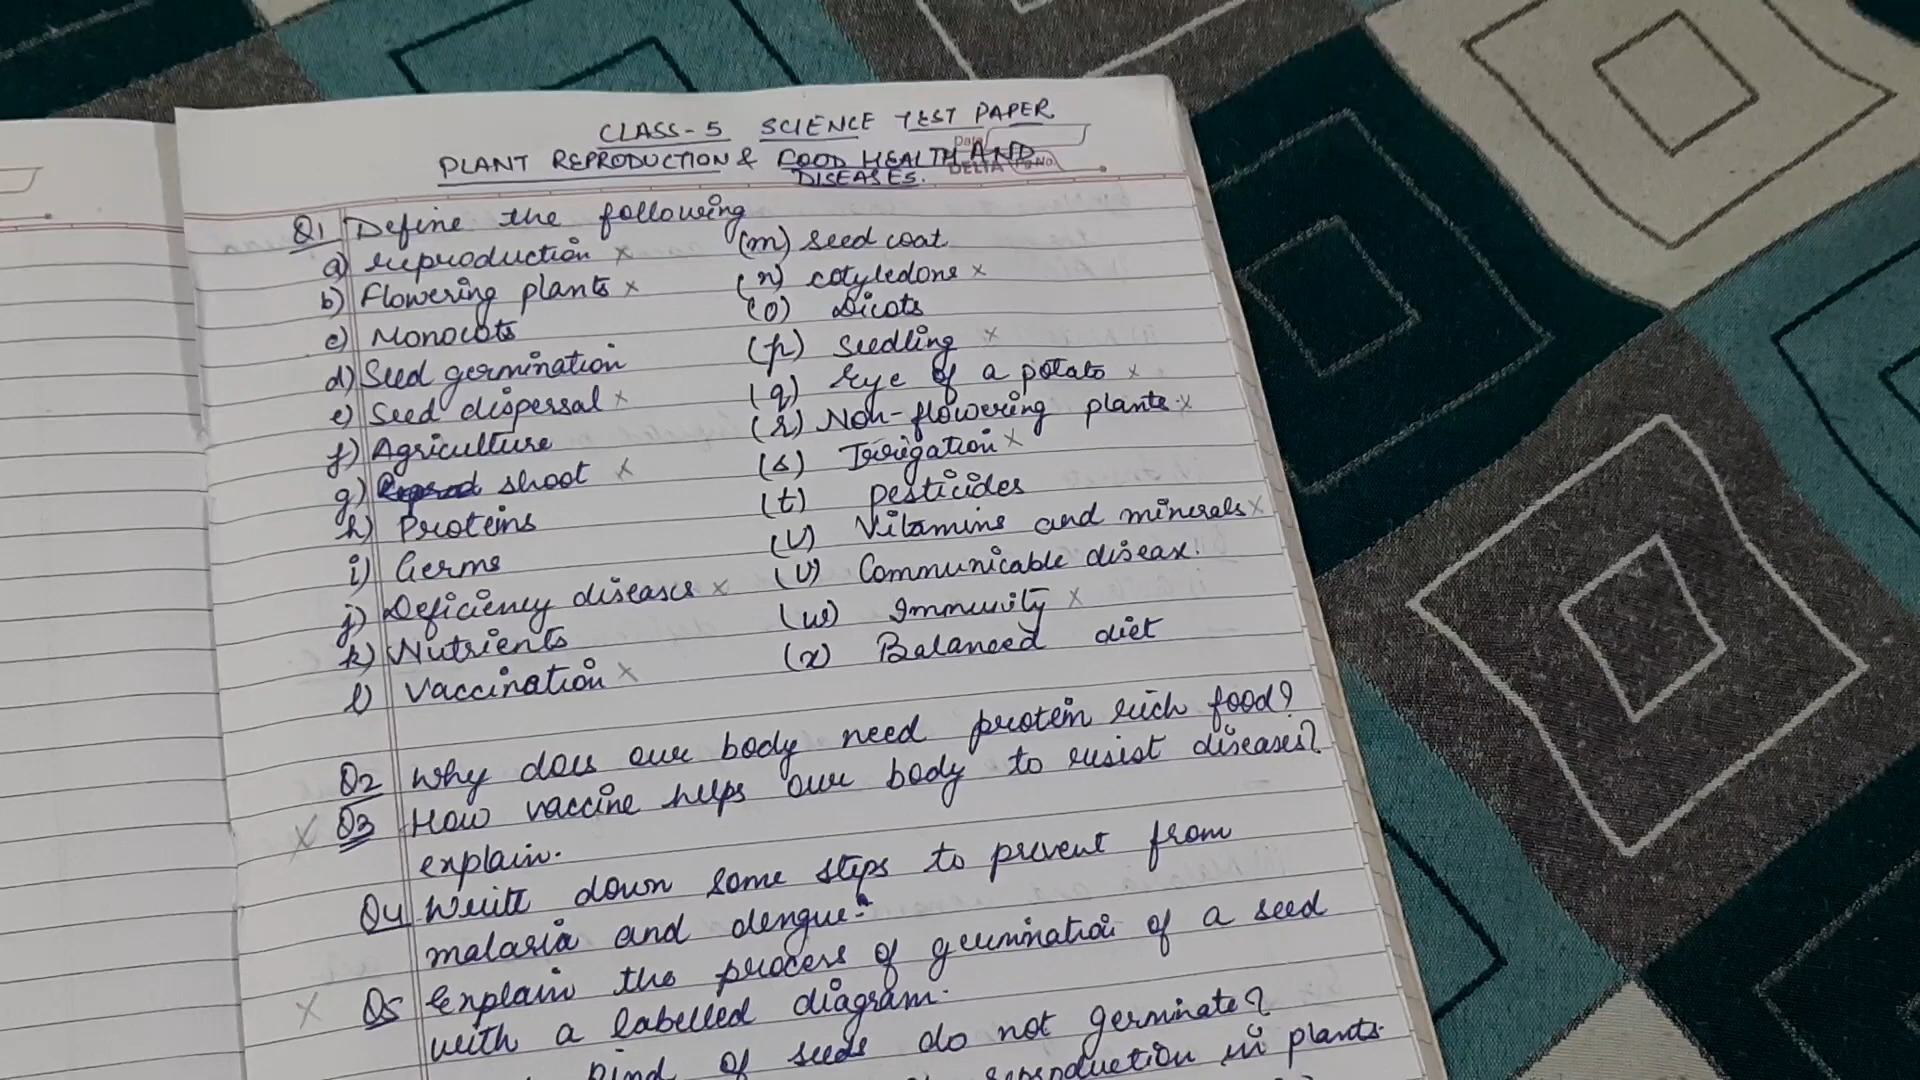 CLASS-5 SCIENCE TEST PAPER
PLANT REPRODUCTION & FOOD HEALTH AND
DISEASES.
Q1 Define the following
a) reproduction x
b) Flowering plants x
c) Monocots
d) Seed germination
e) Seed dispersal x
f) Agriculture
g) shoot x
h) Proteins
i) Germs
j) Deficiency diseases x
k) Nutrients
l) Vaccination x
(m) seed coat
(n) cotyledons x
(o) Dicots
(p) seedling x
(q) eye of a potato x
(r) Non-flowering plants x
(s) Irrigation x
(t) pesticides
(U) Vitamins and minerals x
(V) Communicable disease.
(w) Immunity x
(x) Balanced diet
Q2 Why does our body need protein rich food?
x Q3 How vaccine helps our body to resist diseases?
explain.
Q4 Write down some steps to prevent from
malaria and dengue.
x Q5 explain the process of germination of a seed
with a labelled diagram.
kind of seeds do not germinate?
reproduction in plants.